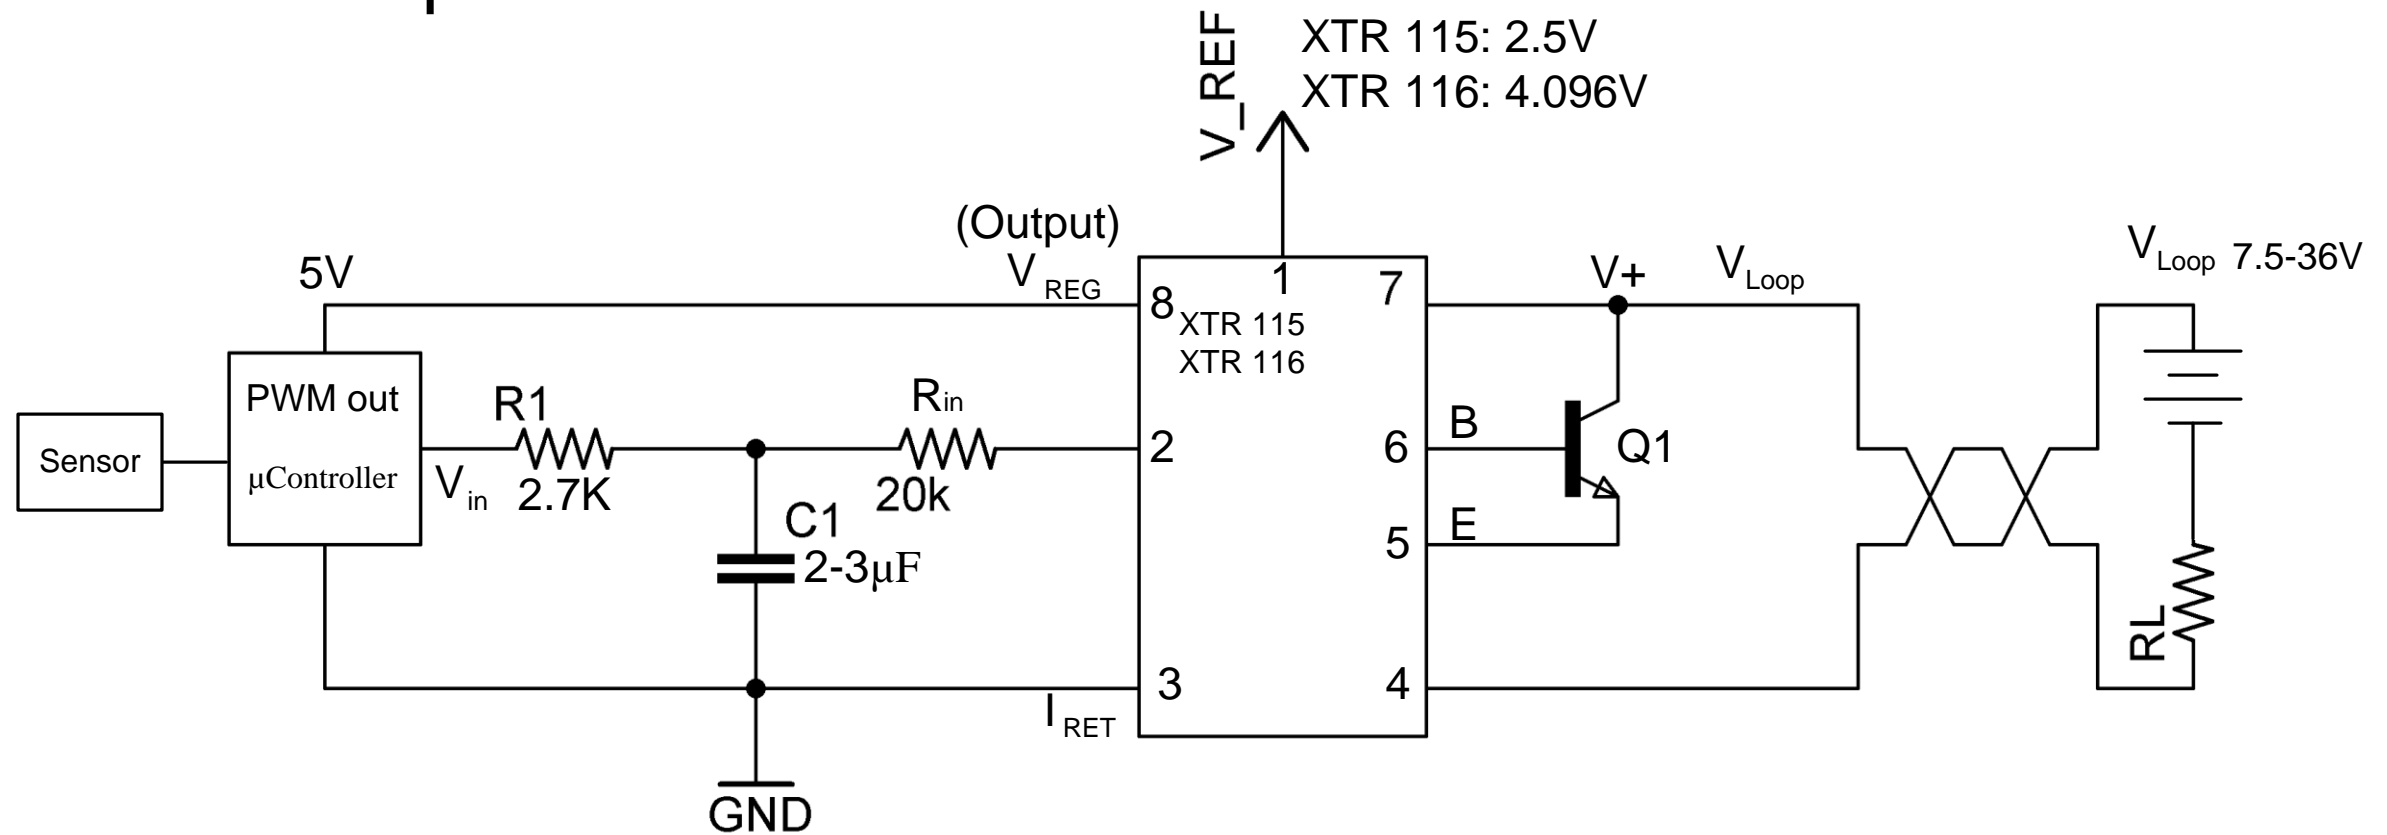 V_REF
XTR 115: 2.5V
XTR 116: 4.096V
(Output)
V REG
5V
V+
V Loop
V Loop 7.5-36V
8
1
7
XTR 115
XTR 116
PWM out
µController
Sensor
V in
R1
2.7K
Rin
20k
C1
2-3µF
2
6
B
Q1
5
E
3
4
I RET
RL
GND